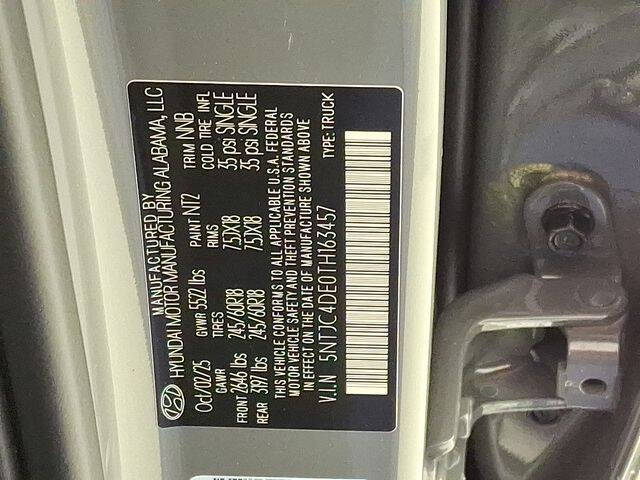 MANUFACTURED BY
HYUNDAI MOTOR MANUFACTURING ALABAMA, LLC
Oct/02/25 GVWR 5521 lbs PAINT NT2 TRIM NNB
GAWR TIRES RIMS COLD TIRE INFL
FRONT 2646 lbs 245/60R18 7.5JX18 35 psi SINGLE
REAR 3197 lbs 245/60R18 7.5JX18 35 psi SINGLE
THIS VEHICLE CONFORMS TO ALL APPLICABLE U.S.A. FEDERAL
MOTOR VEHICLE SAFETY AND THEFT PREVENTION STANDARDS
IN EFFECT ON THE DATE OF MANUFACTURE SHOWN ABOVE
V.I.N 5NTJC4DE0TH163457 TYPE: TRUCK